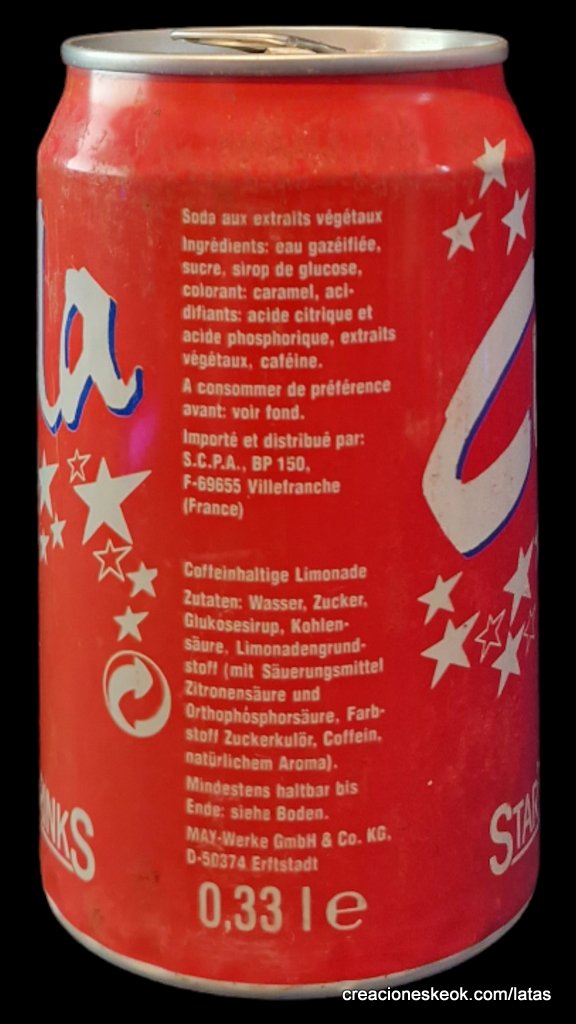 la
C
Soda aux extraits végétaux
Ingrédients: eau gazéifiée,
sucre, sirop de glucose,
colorant: caramel, aci-
difiants: acide citrique et
acide phosphorique, extraits
végétaux, caféine.
A consommer de préférence
avant: voir fond.
Importé et distribué par:
S.C.P.A., BP 150,
F-69655 Villefranche
(France)
Coffeinhaltige Limonade
Zutaten: Wasser, Zucker,
Glukosesirup, Kohlen-
säure, Limonadengrund-
stoff (mit Säuerungsmittel
Zitronensäure und
Orthophosphorsäure, Farb-
stoff Zuckerkulör, Coffein,
natürlichem Aroma).
Mindestens haltbar bis
Ende: siehe Boden.
MAY-Werke GmbH & Co. KG,
D-50374 Erftstadt
INKS
STAR
0,33 l e
creacioneskeok.com/latas